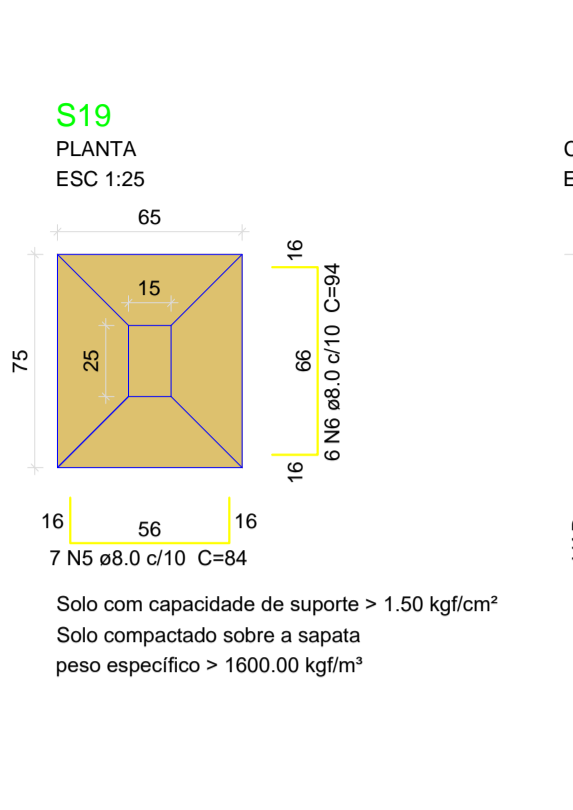 S19
PLANTA
ESC 1:25
65
15
75
25
16
66
16
6 N6 ø8.0 c/10 C=94
16
56
16
7 N5 ø8.0 c/10 C=84
Solo com capacidade de suporte > 1.50 kgf/cm²
Solo compactado sobre a sapata
peso específico > 1600.00 kgf/m³